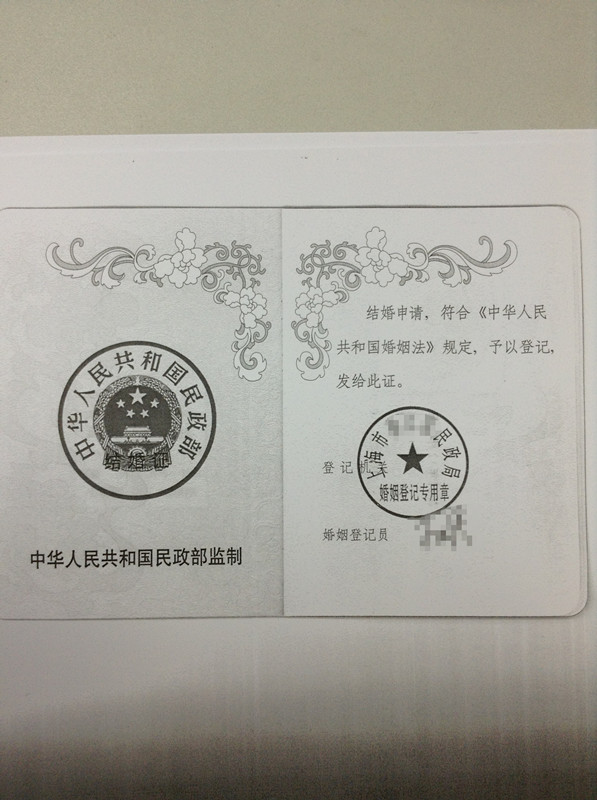 中华人民共和国民政部
结婚证
中华人民共和国民政部监制
结婚申请，符合《中华人民
共和国婚姻法》规定，予以登记，
发给此证。
上海市 民政局
登记机关
婚姻登记专用章
婚姻登记员